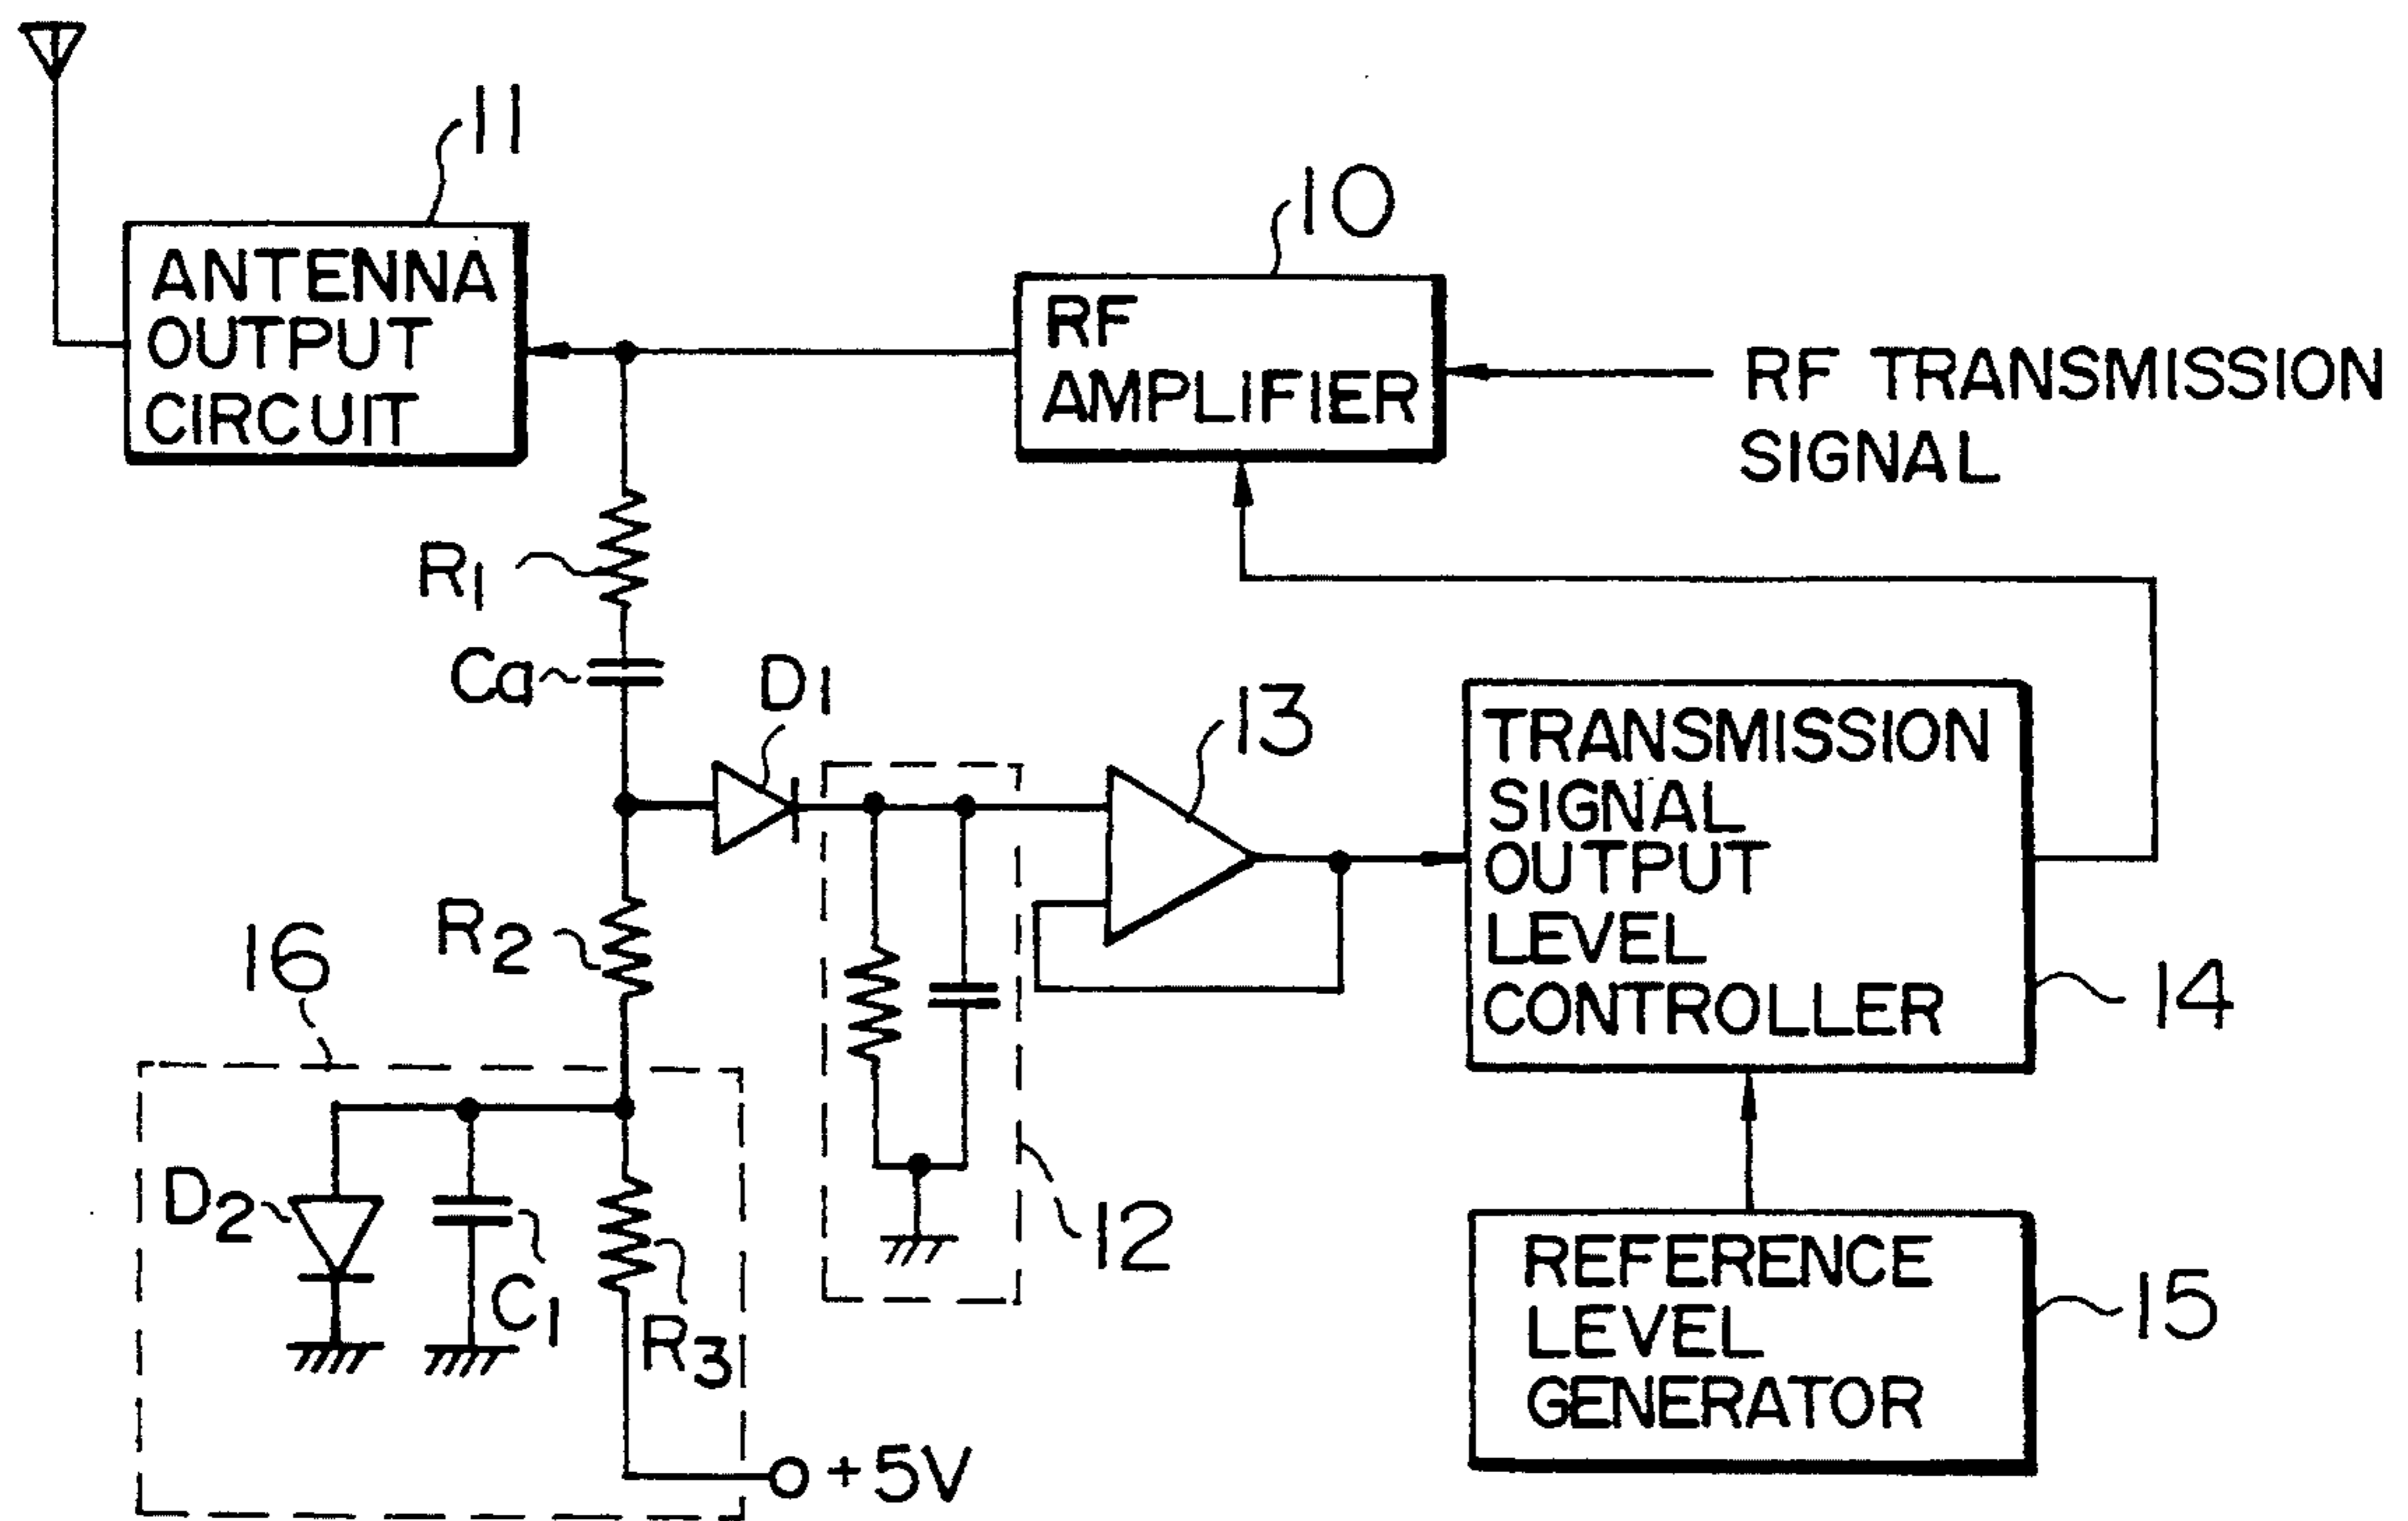 11
10
ANTENNA
OUTPUT
CIRCUIT
RF
AMPLIFIER
RF TRANSMISSION
SIGNAL
R1
Ca
D1
13
TRANSMISSION
SIGNAL
OUTPUT
LEVEL
CONTROLLER
R2
16
14
D2
C1
R3
12
REFERENCE
LEVEL
GENERATOR
15
+5V